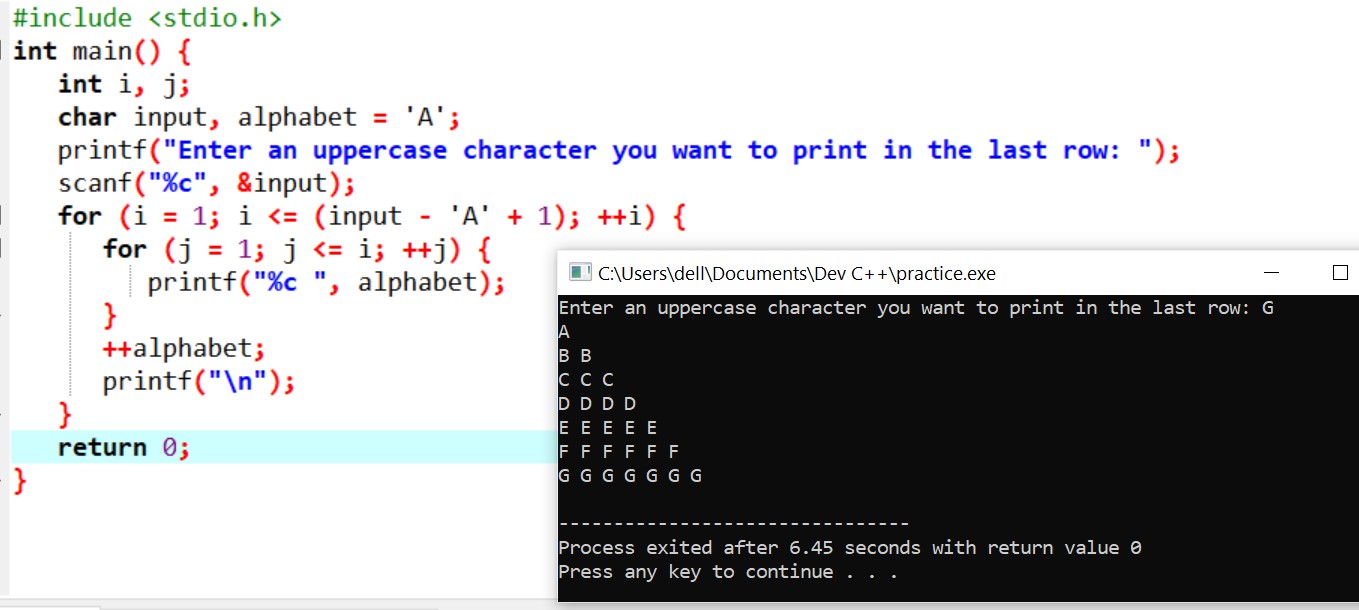 #include <stdio.h>
int main() {
   int i, j;
   char input, alphabet = 'A';
   printf("Enter an uppercase character you want to print in the last row: ");
   scanf("%c", &input);
   for (i = 1; i <= (input - 'A' + 1); ++i) {
      for (j = 1; j <= i; ++j) {
         printf("%c ", alphabet);
      }
      ++alphabet;
      printf("\n");
   }
   return 0;
}
C:\Users\dell\Documents\Dev C++\practice.exe
Enter an uppercase character you want to print in the last row: G
A
B B
C C C
D D D D
E E E E E
F F F F F F
G G G G G G G
--------------------------------
Process exited after 6.45 seconds with return value 0
Press any key to continue . . .